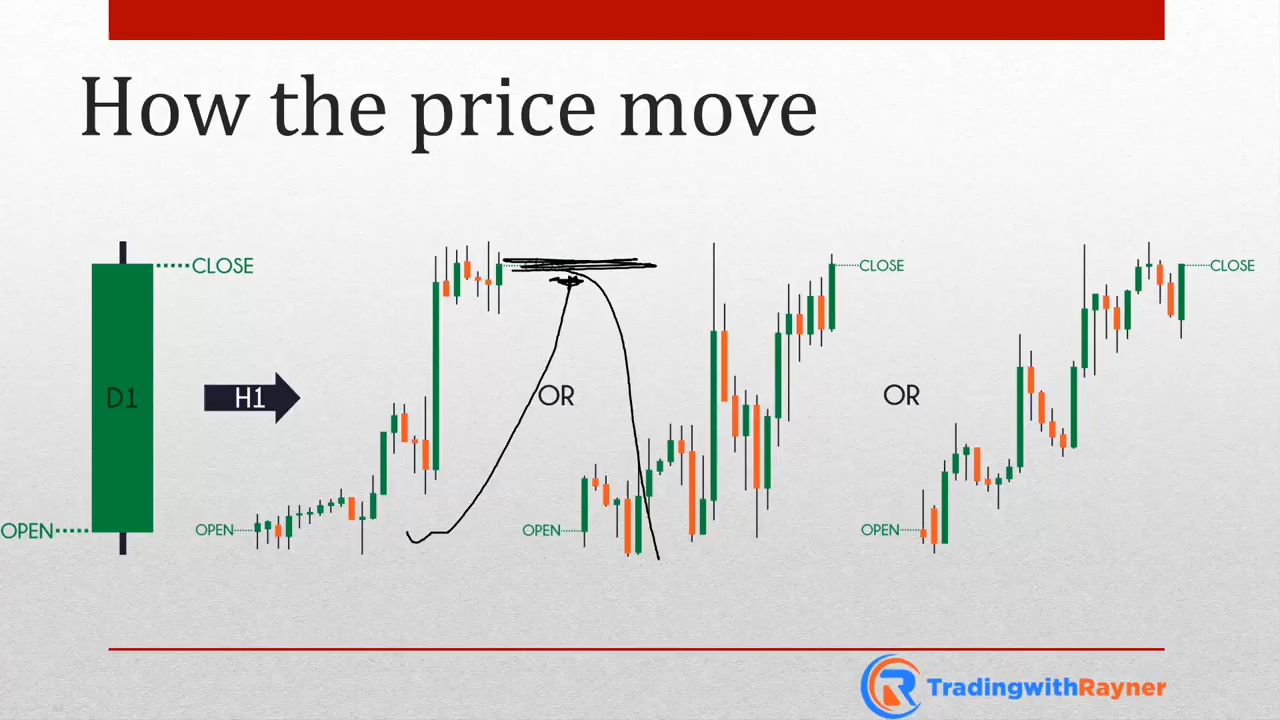 How the price move
CLOSE
D1
OPEN
H1
OPEN
OR
OPEN
CLOSE
OR
OPEN
CLOSE
TradingwithRayner